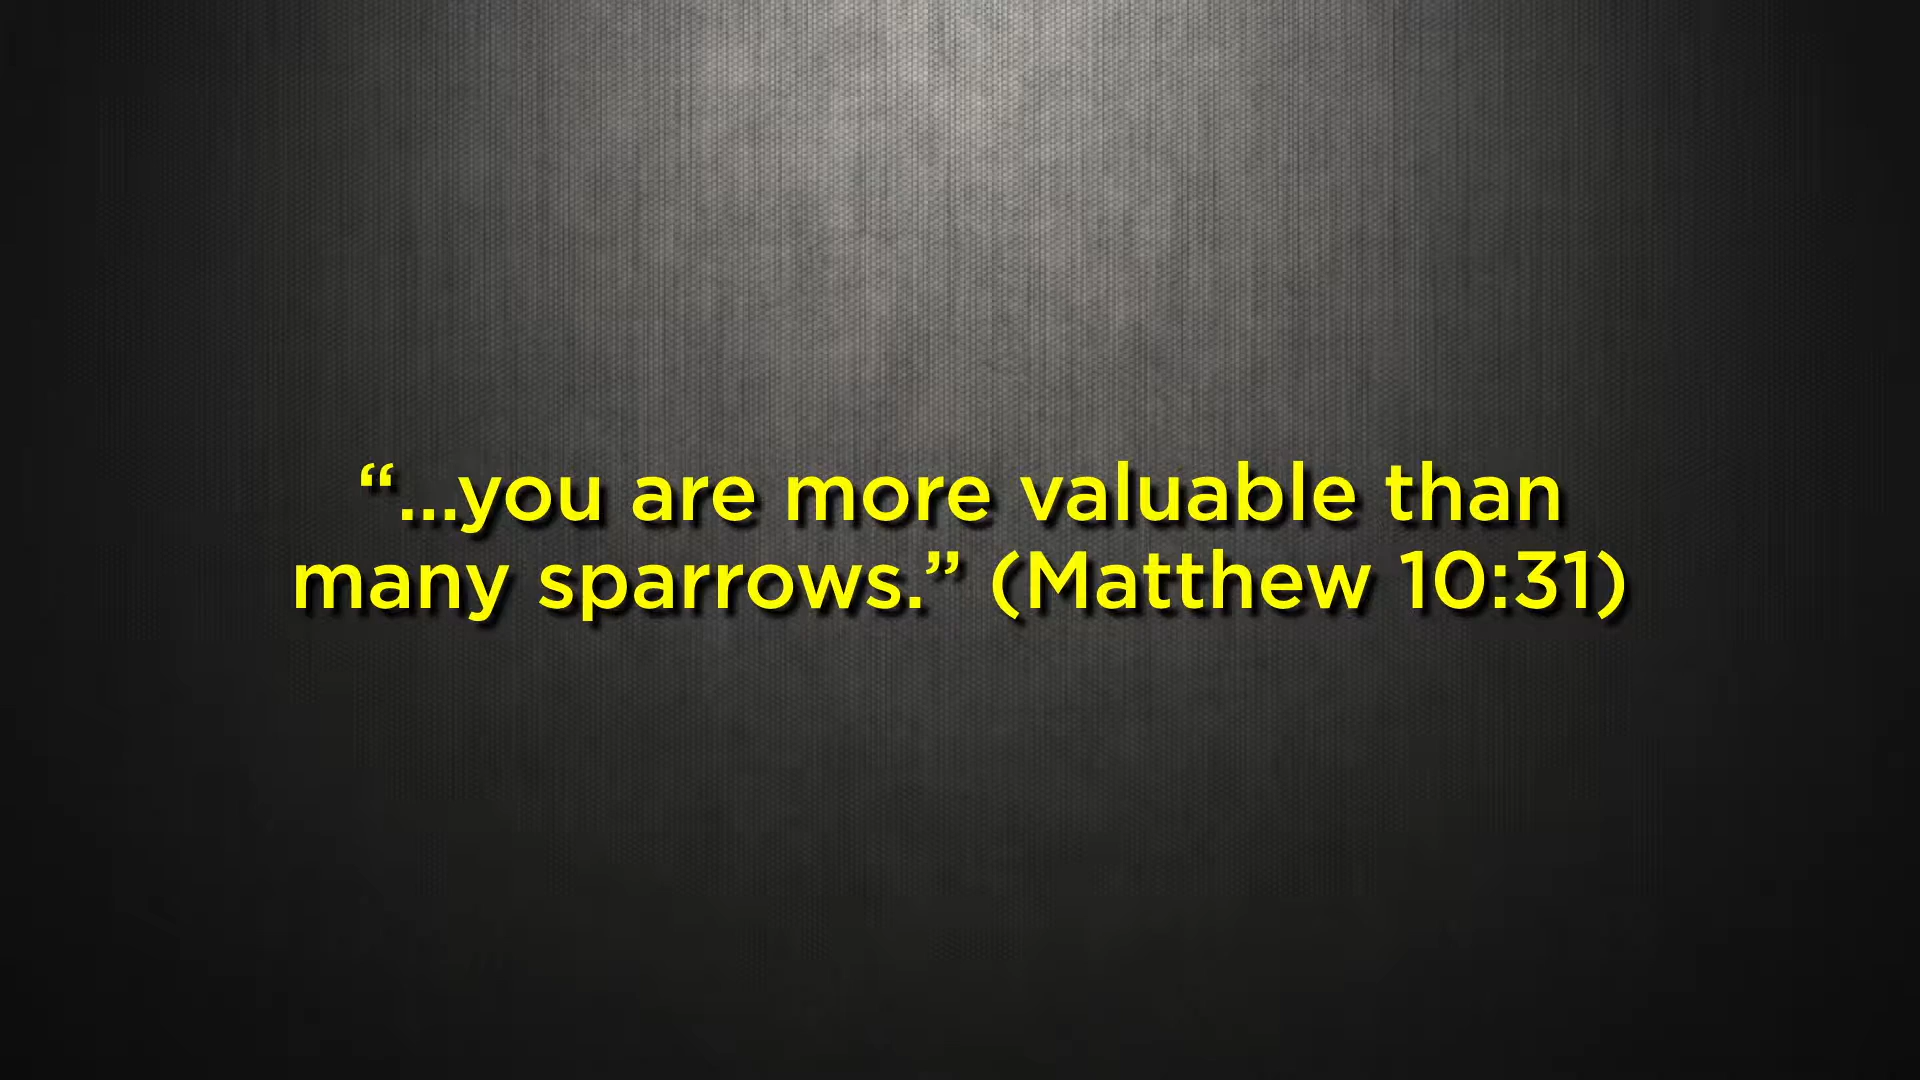 “...you are more valuable than
many sparrows.” (Matthew 10:31)